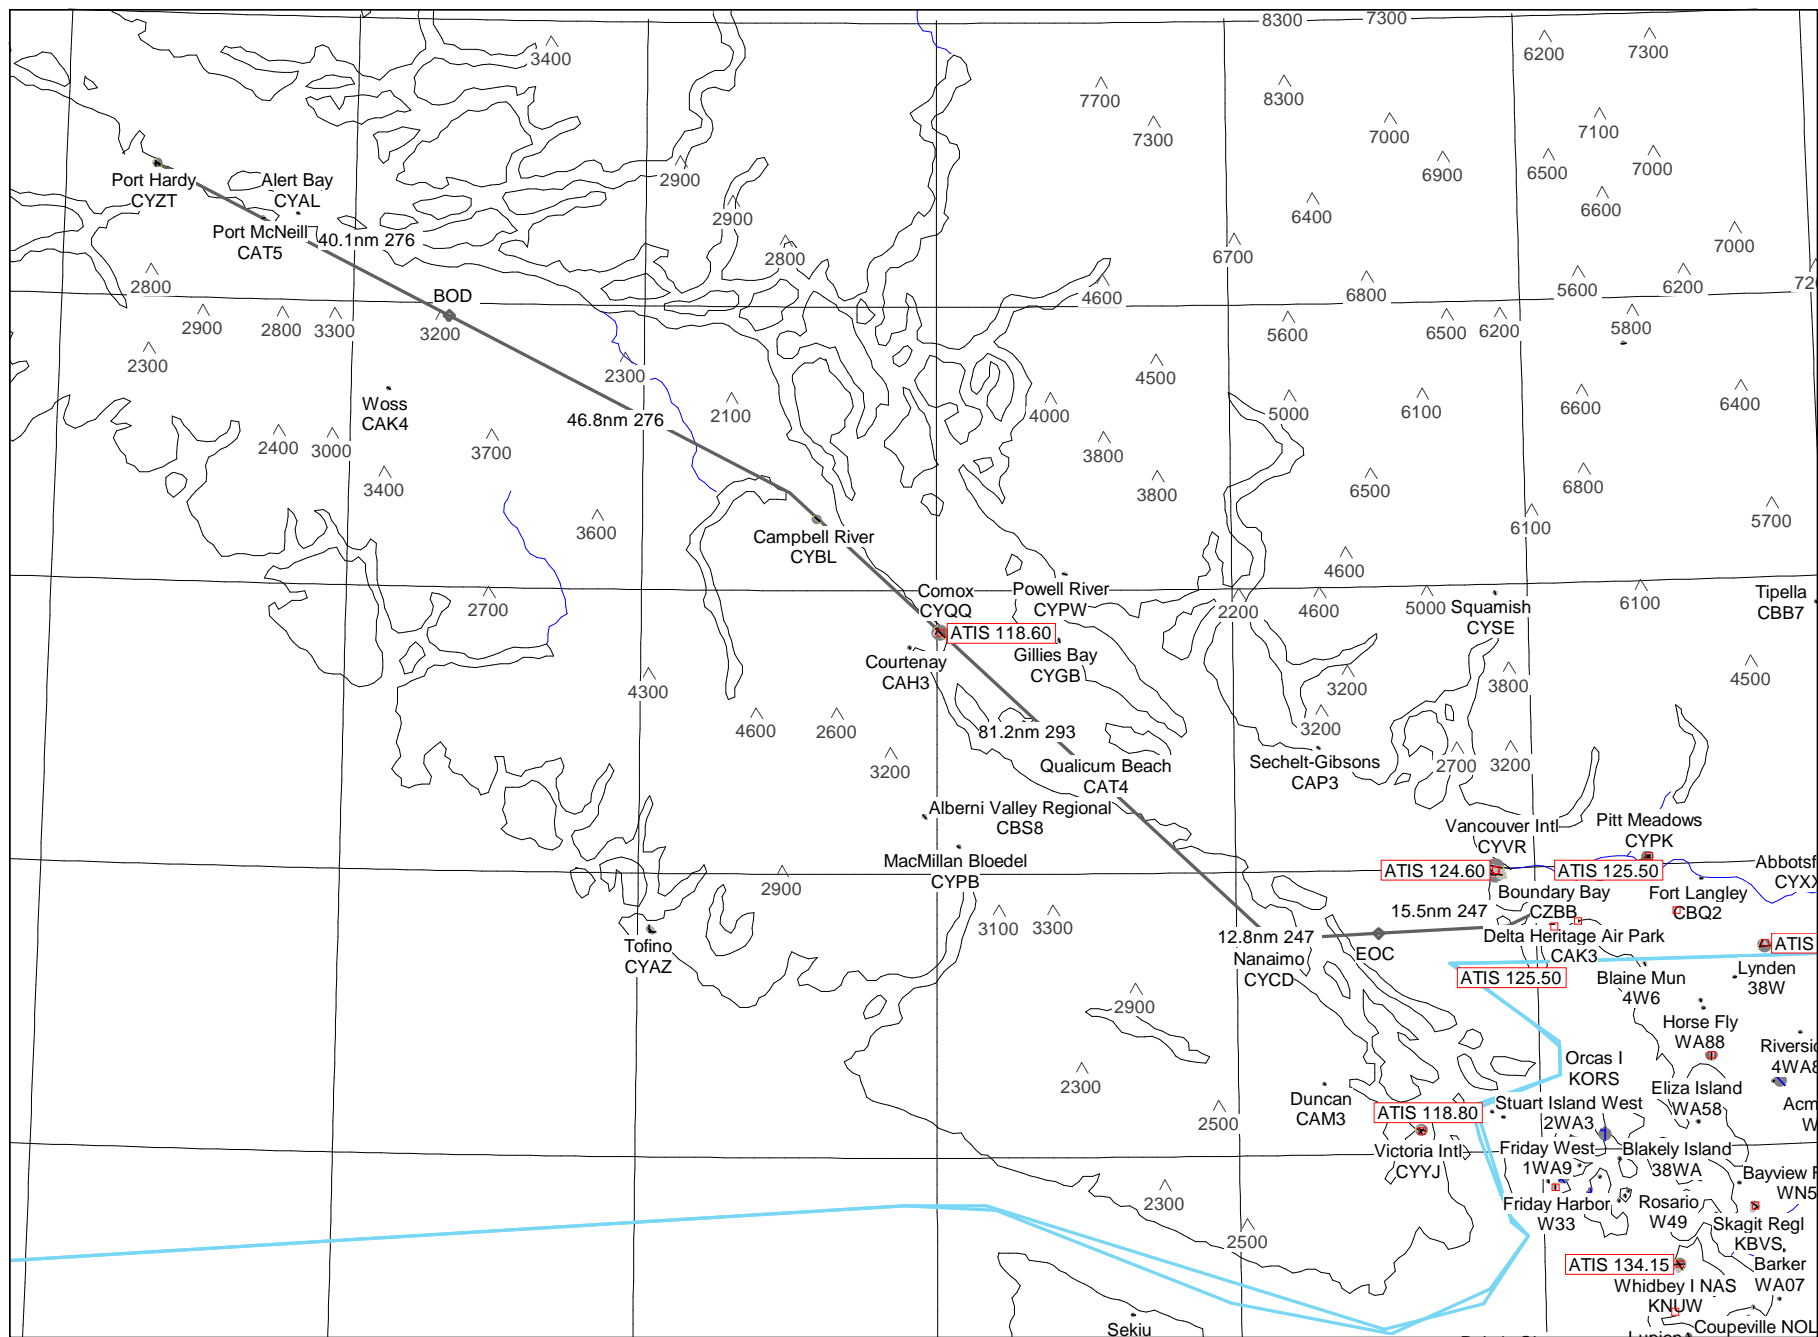 8300
7300
3400
6200
7300
7700
8300
7300
7000
7100
2900
6900
6500
7000
Port Hardy
CYZT
Alert Bay
CYAL
2900
6400
6600
Port McNeill
CAT5
40.1nm 276
2800
6700
7000
2800
4600
6800
5600
6200
BOD
2900
2800
3300
3200
5600
6500
6200
5800
2300
2300
4500
Woss
CAK4
2100
4000
5000
6100
6600
6400
46.8nm 276
2400
3000
3700
3800
3400
3800
6500
6800
3600
6100
5700
Campbell River
CYBL
4600
Comox
CYQQ
Powell River
CYPW
2700
2200
4600
5000
Squamish
CYSE
6100
Tipella
CBB7
ATIS 118.60
Courtenay
CAH3
Gillies Bay
CYGB
4300
3200
3800
4500
4600
2600
81.2nm 293
3200
3200
Qualicum Beach
CAT4
Sechelt-Gibsons
CAP3
2700
3200
Alberni Valley Regional
CBS8
Vancouver Intl
CYVR
Pitt Meadows
CYPK
MacMillan Bloedel
CYPB
2900
ATIS 124.60
ATIS 125.50
Abbotsf
CYXX
Boundary Bay
CZBB
Fort Langley
CBQ2
3100
3300
15.5nm 247
12.8nm 247
Tofino
CYAZ
Nanaimo
CYCD
EOC
Delta Heritage Air Park
CAK3
ATIS
ATIS 125.50
Blaine Mun
4W6
Lynden
38W
2900
Horse Fly
WA88
2300
Orcas I
KORS
Riversid
4WA8
Duncan
CAM3
Eliza Island
WA58
2500
ATIS 118.80
Stuart Island West
2WA3
Acm
W
Victoria Intl
CYYJ
Friday West
1WA9
Blakely Island
38WA
Bayview F
WN5
2300
Friday Harbor
W33
Rosario
W49
Skagit Regl
KBVS
2500
ATIS 134.15
Barker
WA07
Whidbey I NAS
KNUW
Sekiu
Coupeville NOL